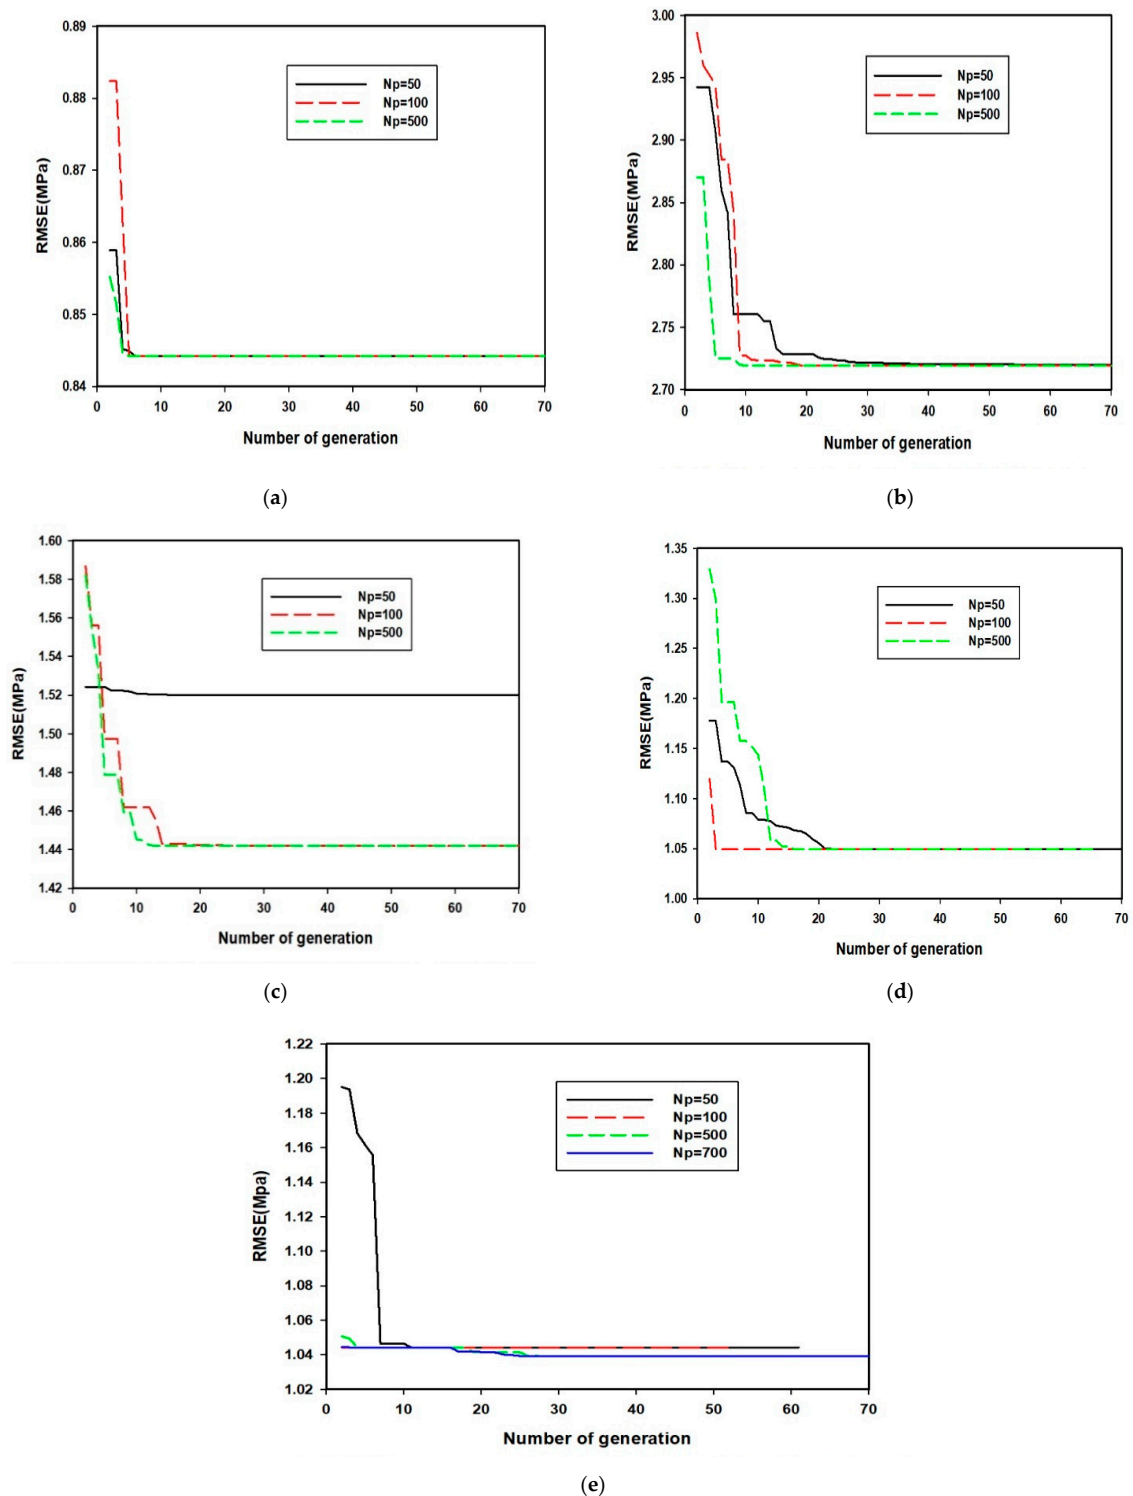 0.89
0.88
0.87
0.86
0.85
0.84
RMSE(MPa)
Np=50
Np=100
Np=500
0 10 20 30 40 50 60 70
Number of generation
(a)
3.00
2.95
2.90
2.85
2.80
2.75
2.70
RMSE(MPa)
Np=50
Np=100
Np=500
0 10 20 30 40 50 60 70
Number of generation
(b)
1.60
1.58
1.56
1.54
1.52
1.50
1.48
1.46
1.44
1.42
RMSE(MPa)
Np=50
Np=100
Np=500
0 10 20 30 40 50 60 70
Number of generation
(c)
1.35
1.30
1.25
1.20
1.15
1.10
1.05
1.00
RMSE(MPa)
Np=50
Np=100
Np=500
0 10 20 30 40 50 60 70
Number of generation
(d)
1.22
1.20
1.18
1.16
1.14
1.12
1.10
1.08
1.06
1.04
1.02
RMSE(Mpa)
Np=50
Np=100
Np=500
Np=700
0 10 20 30 40 50 60 70
Number of generation
(e)